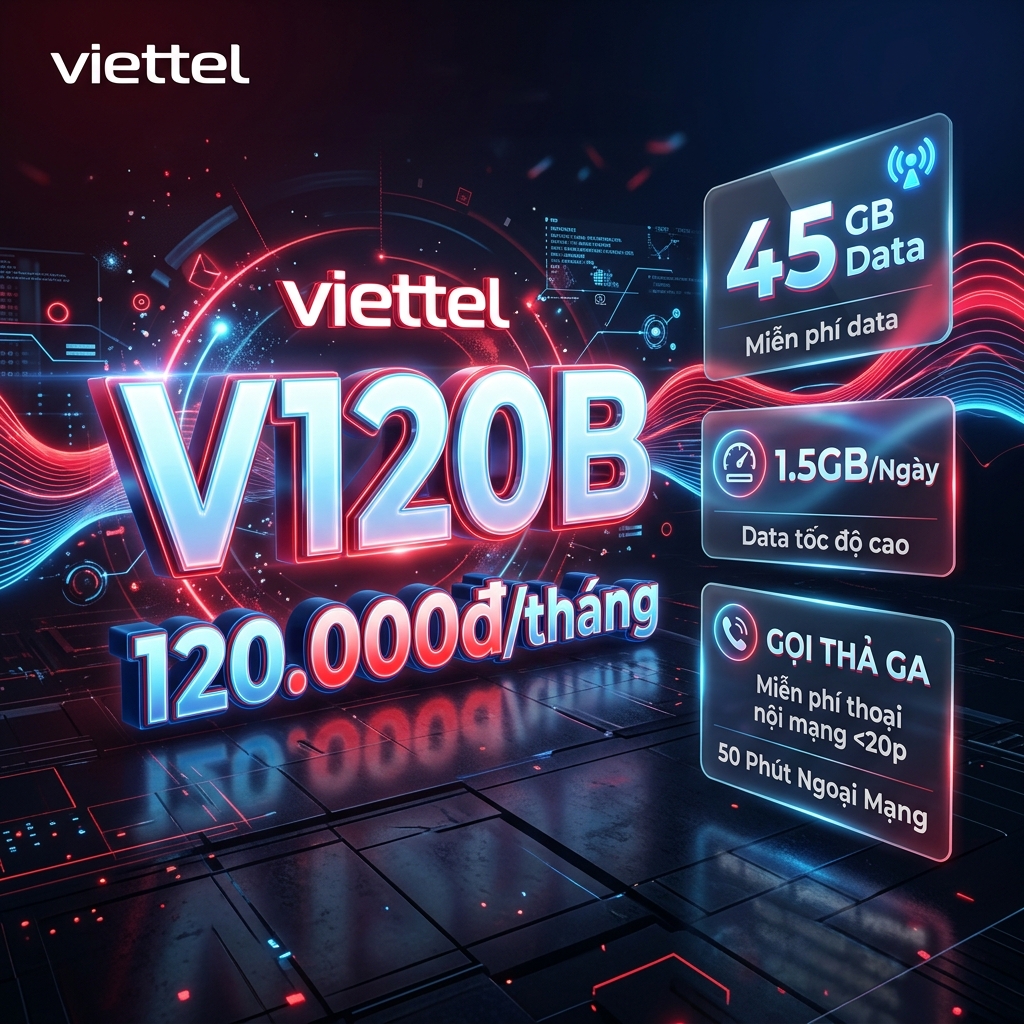 viettel
viettel
V120B
120.000đ/tháng
45 GB
Data
Miễn phí data
1.5GB/Ngày
Data tốc độ cao
GỌI THẢ GA
Miễn phí thoại
nội mạng <20p
50 Phút Ngoại Mạng